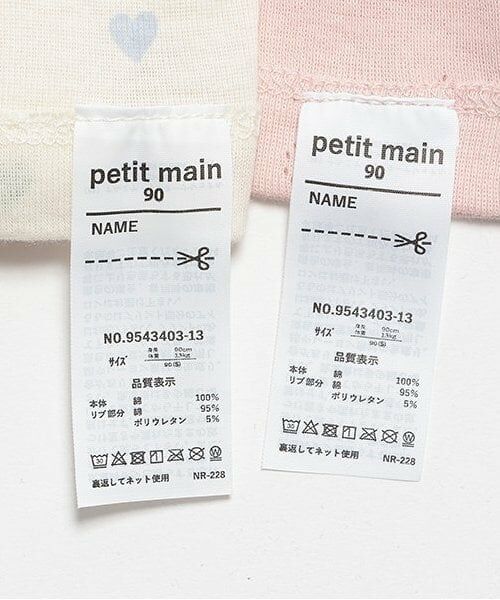 petit main
90
NAME
NO.9543403-13
サイズ 身長 90cm
体重 13kg
90(S)
品質表示
本体 綿 100%
リブ部分 綿 95%
ポリウレタン 5%
30
裏返してネット使用 NR-228
petit main
90
NAME
NO.9543403-13
サイズ 身長 90cm
体重 13kg
90(S)
品質表示
本体 綿 100%
リブ部分 綿 95%
ポリウレタン 5%
30
裏返してネット使用 NR-228